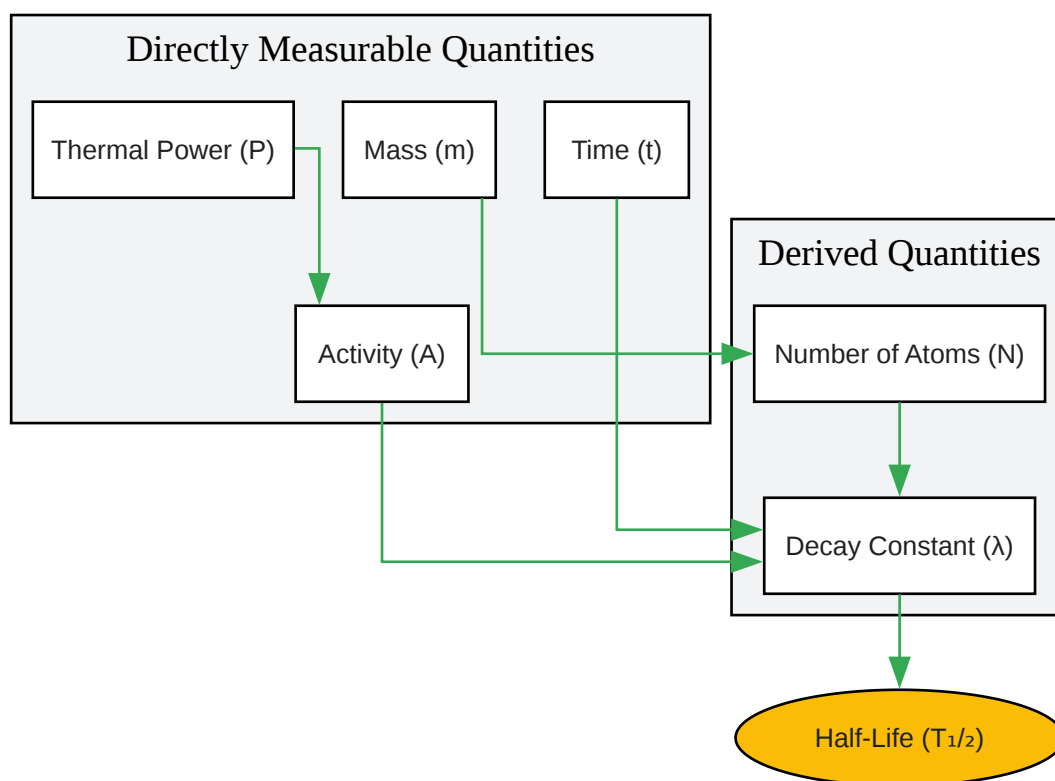 Directly Measurable Quantities
Thermal Power (P)
Mass (m)
Time (t)
Derived Quantities
Activity (A)
Number of Atoms (N)
Decay Constant (λ)
Half-Life (T₁/₂)